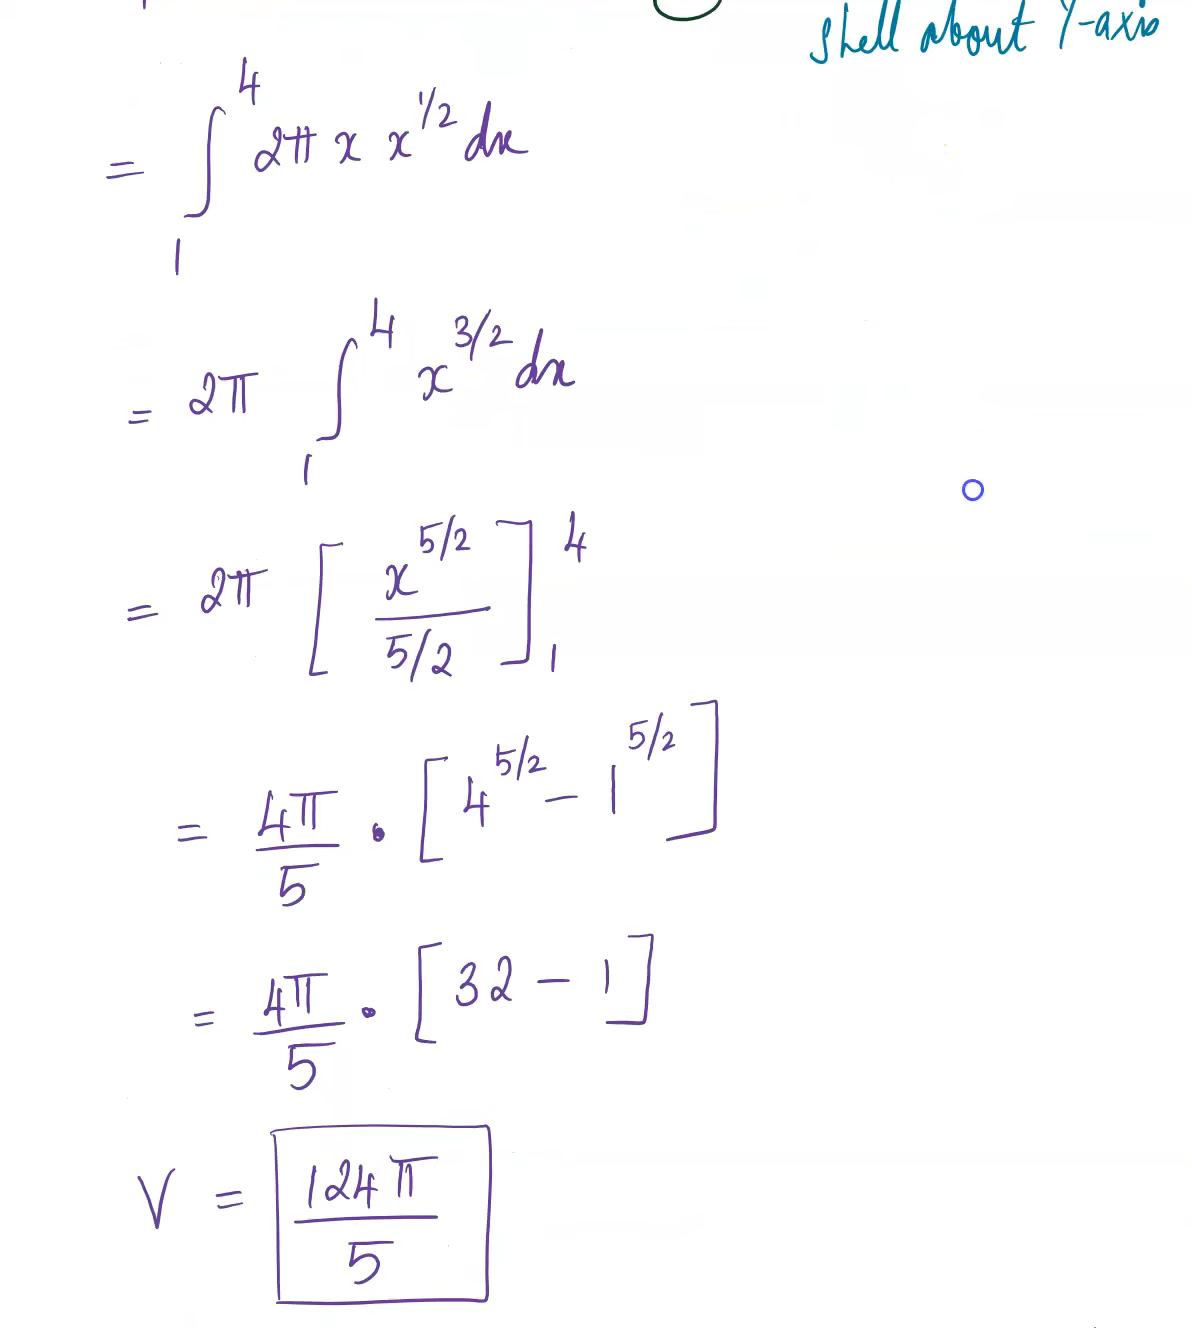 shell about Y-axis
= ∫₁⁴ 2π x x^{1/2} dx
= 2π ∫₁⁴ x^{3/2} dx
= 2π [ x^{5/2} / 5/2 ]₁⁴
= 4π/5 · [ 4^{5/2} − 1^{5/2} ]
= 4π/5 · [ 32 − 1 ]
V = 124π/5